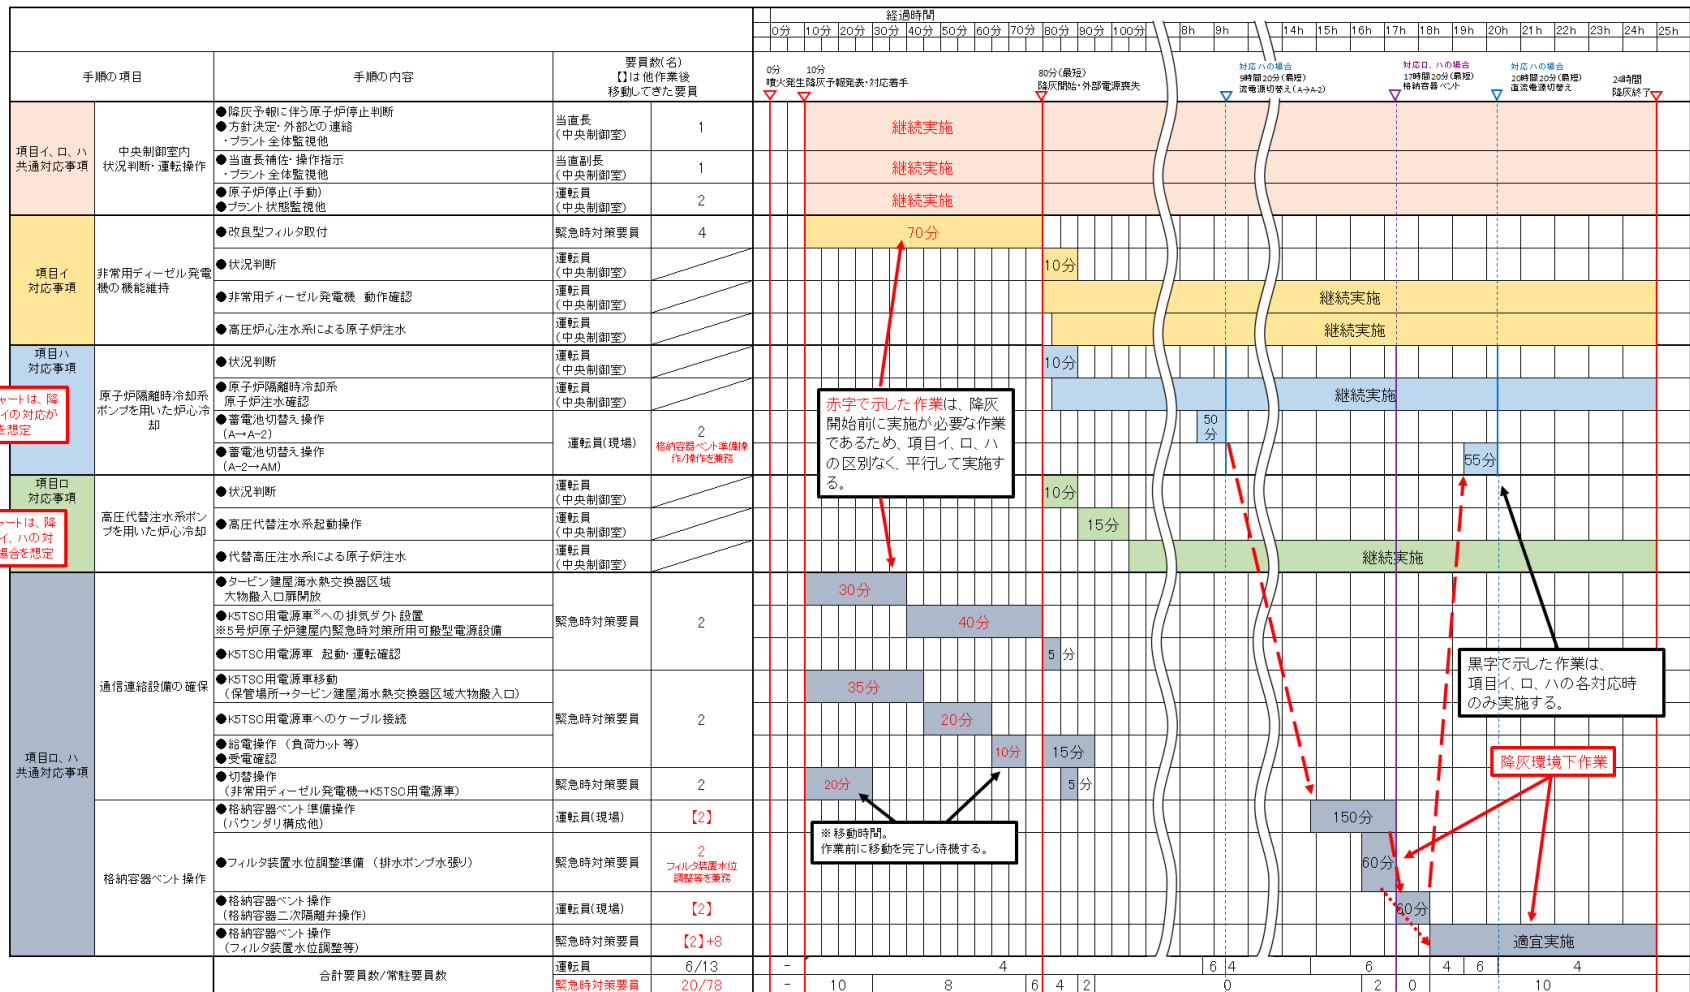 経過時間
0分 10分 20分 30分 40分 50分 60分 70分 80分 90分 100分 8h 9h 14h 15h 16h 17h 18h 19h 20h 21h 22h 23h 24h 25h
手順の項目
手順の内容
要員数(名)
【】は他作業後
移動してきた要員
0分
噴火発生
10分
降灰予報発表・対応着手
80分(最短)
降灰開始・外部電源喪失
対応ハの場合
9時間20分(最短)
流電源切替え(A→A-2)
対応ロ、ハの場合
17時間20分(最短)
格納容器ベント
対応ハの場合
20時間20分(最短)
直流電源切替え
24時間
降灰終了
項目イ、ロ、ハ
共通対応事項
中央制御室内
状況判断・運転操作
●降灰予報に伴う原子炉停止判断
●方針決定・外部との連絡
・プラント全体監視他
当直長
(中央制御室)
1
継続実施
●当直長補佐・操作指示
・プラント全体監視他
当直副長
(中央制御室)
1
継続実施
●原子炉停止(手動)
●プラント状態監視他
運転員
(中央制御室)
2
継続実施
項目イ
対応事項
非常用ディーゼル発電
機の機能維持
●改良型フィルタ取付
緊急時対策要員
4
70分
●状況判断
運転員
(中央制御室)
10分
●非常用ディーゼル発電機 動作確認
運転員
(中央制御室)
継続実施
●高圧炉心注水系による原子炉注水
運転員
(中央制御室)
継続実施
項目ハ
対応事項
ャートは、降
イの対応が
を想定
原子炉隔離時冷却系
ポンプを用いた炉心冷
却
●状況判断
運転員
(中央制御室)
10分
●原子炉隔離時冷却系
原子炉注水確認
運転員
(中央制御室)
継続実施
●蓄電池切替え操作
(A→A-2)
運転員(現場)
2
格納容器ベント準備操
作/操作を兼務
50
分
●蓄電池切替え操作
(A-2→AM)
55分
赤字で示した作業は、降灰
開始前に実施が必要な作業
であるため、項目イ、ロ、ハ
の区別なく、平行して実施す
る。
項目ロ
対応事項
ャートは、降
イ、ハの対
場合を想定
高圧代替注水系ポン
プを用いた炉心冷却
●状況判断
運転員
(中央制御室)
10分
●高圧代替注水系起動操作
運転員
(中央制御室)
15分
●代替高圧注水系による原子炉注水
運転員
(中央制御室)
継続実施
項目ロ、ハ
共通対応事項
通信連絡設備の確保
●タービン建屋海水熱交換器区域
大物搬入口扉開放
30分
●K5TSC用電源車※への排気ダクト設置
※5号炉原子炉建屋内緊急時対策所用可搬型電源設備
緊急時対策要員
2
40分
●K5TSC用電源車 起動・運転確認
5分
●K5TSC用電源車移動
(保管場所→タービン建屋海水熱交換器区域大物搬入口)
35分
●K5TSC用電源車へのケーブル接続
緊急時対策要員
2
20分
●給電操作 (負荷カット等)
●受電確認
10分
15分
●切替操作
(非常用ディーゼル発電機→K5TSC用電源車)
緊急時対策要員
2
20分
5分
黒字で示した作業は、
項目イ、ロ、ハの各対応時
のみ実施する。
降灰環境下作業
※移動時間。
作業前に移動を完了し待機する。
格納容器ベント操作
●格納容器ベント準備操作
(バウンダリ構成他)
運転員(現場)
【2】
150分
●フィルタ装置水位調整準備 (排水ポンプ水張り)
緊急時対策要員
2
フィルタ装置水位
調整等を兼務
60分
●格納容器ベント操作
(格納容器二次隔離弁操作)
運転員(現場)
【2】
60分
●格納容器ベント操作
(フィルタ装置水位調整等)
緊急時対策要員
【2】+8
適宜実施
合計要員数/常駐要員数
運転員
6/13
- 4 6 4 6 4 6 4
緊急時対策要員
20/78
- 10 8 6 4 2 0 2 0 10